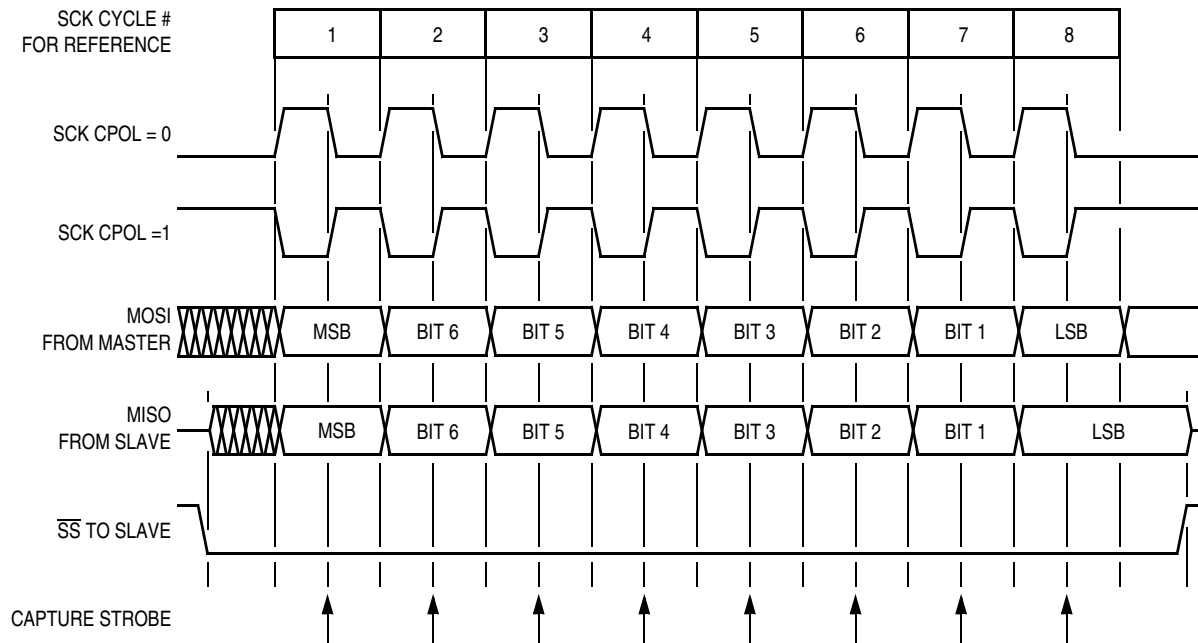 SCK CYCLE #
FOR REFERENCE
1 2 3 4 5 6 7 8
SCK CPOL = 0
SCK CPOL =1
MOSI
FROM MASTER
MSB BIT 6 BIT 5 BIT 4 BIT 3 BIT 2 BIT 1 LSB
MISO
FROM SLAVE
MSB BIT 6 BIT 5 BIT 4 BIT 3 BIT 2 BIT 1 LSB
S̅S̅ TO SLAVE
CAPTURE STROBE